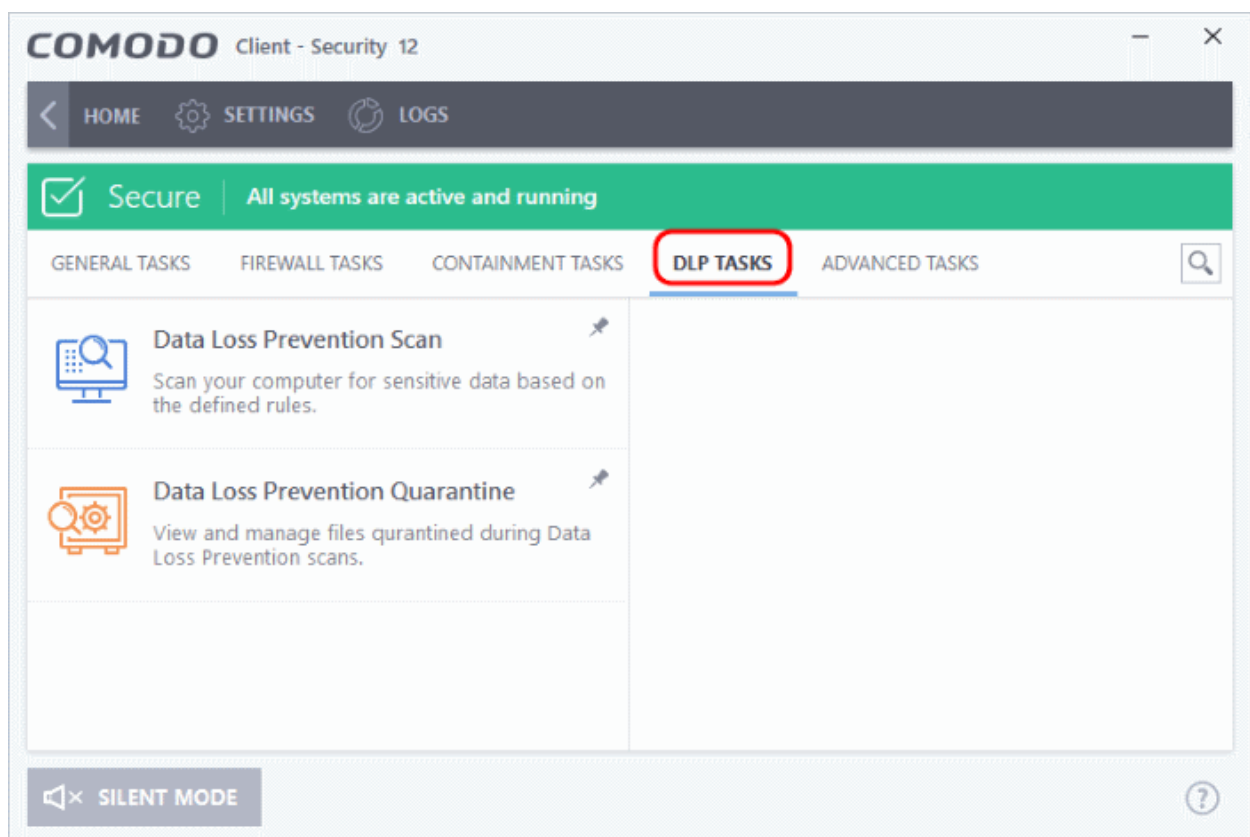 COMODO Client - Security 12
HOME SETTINGS LOGS
Secure All systems are active and running
GENERAL TASKS FIREWALL TASKS CONTAINMENT TASKS DLP TASKS ADVANCED TASKS
Data Loss Prevention Scan
Scan your computer for sensitive data based on
the defined rules.
Data Loss Prevention Quarantine
View and manage files qurantined during Data
Loss Prevention scans.
SILENT MODE
?